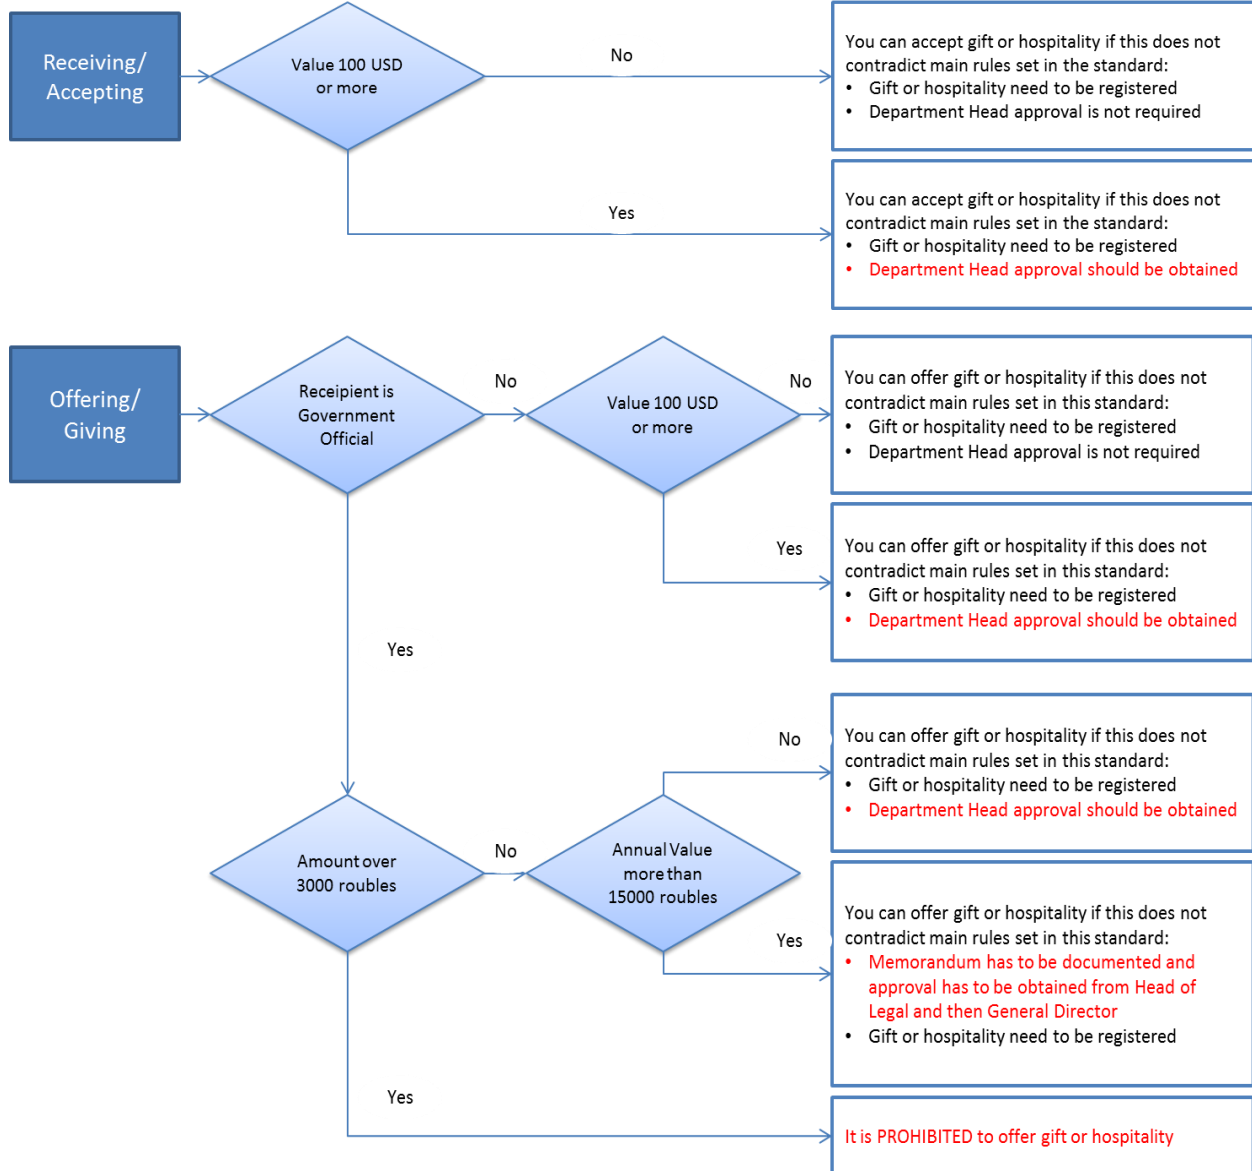 Receiving/
Accepting
Value 100 USD
or more
No
You can accept gift or hospitality if this does not
contradict main rules set in the standard:
• Gift or hospitality need to be registered
• Department Head approval is not required
Yes
You can accept gift or hospitality if this does not
contradict main rules set in the standard:
• Gift or hospitality need to be registered
• Department Head approval should be obtained
Offering/
Giving
Receipient is
Government
Official
No
Value 100 USD
or more
No
You can offer gift or hospitality if this does not
contradict main rules set in this standard:
• Gift or hospitality need to be registered
• Department Head approval is not required
Yes
You can offer gift or hospitality if this does not
contradict main rules set in this standard:
• Gift or hospitality need to be registered
• Department Head approval should be obtained
Yes
Amount over
3000 roubles
No
Annual Value
more than
15000 roubles
No
You can offer gift or hospitality if this does not
contradict main rules set in this standard:
• Gift or hospitality need to be registered
• Department Head approval should be obtained
Yes
You can offer gift or hospitality if this does not
contradict main rules set in this standard:
• Memorandum has to be documented and
approval has to be obtained from Head of
Legal and then General Director
• Gift or hospitality need to be registered
Yes
It is PROHIBITED to offer gift or hospitality